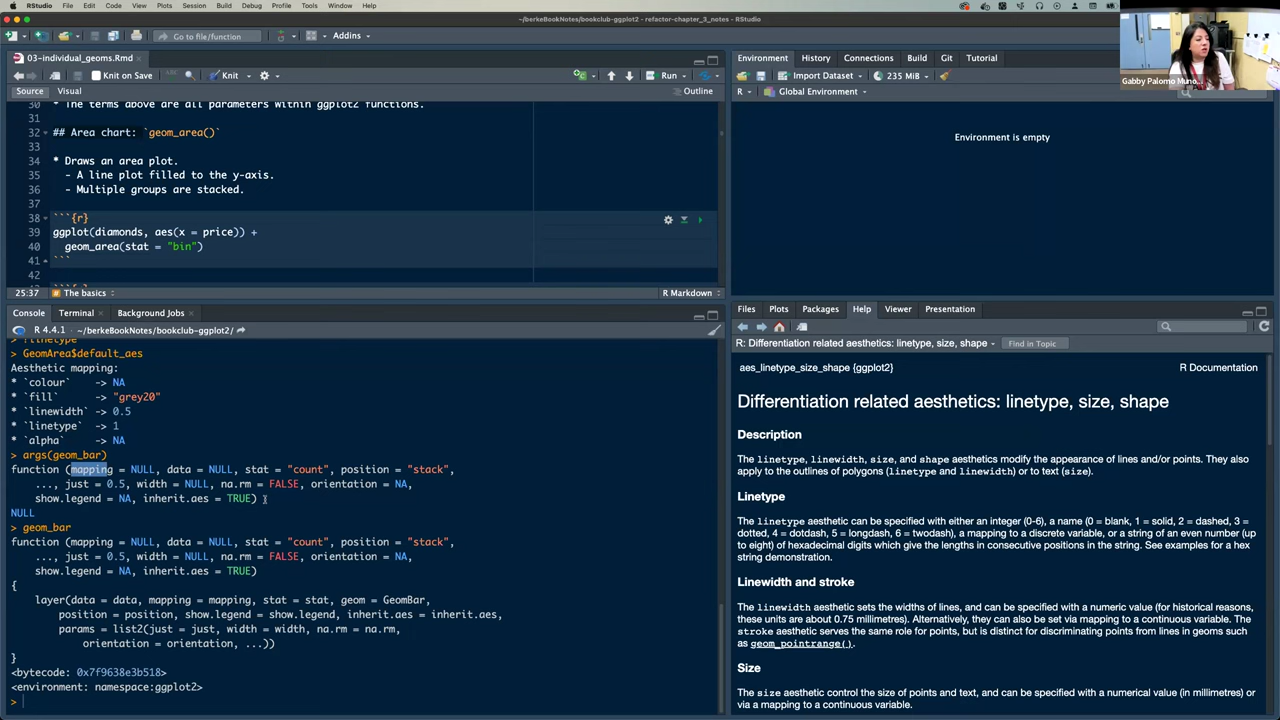 RStudio File Edit Code View Plots Session Build Debug Profile Tools Window Help
~/berkeBookNotes/bookclub-ggplot2 - refactor-chapter_3_notes - RStudio
Go to file/function Addins
03-individual_geoms.Rmd
Knit on Save Knit Run
Source Visual Outline
30 * The terms above are all parameters within ggplot2 functions.
31
32 ## Area chart: `geom_area()`
33
34 * Draws an area plot.
35 - A line plot filled to the y-axis.
36 - Multiple groups are stacked.
37
38 ```{r}
39 ggplot(diamonds, aes(x = price)) +
40 geom_area(stat = "bin")
41 ```
42
25:37 The basics R Markdown
Console Terminal Background Jobs
R 4.4.1 · ~/berkeBookNotes/bookclub-ggplot2/
> ?linetype
> GeomArea$default_aes
Aesthetic mapping:
* `colour` -> NA
* `fill` -> "grey20"
* `linewidth` -> 0.5
* `linetype` -> 1
* `alpha` -> NA
> args(geom_bar)
function (mapping = NULL, data = NULL, stat = "count", position = "stack",
..., just = 0.5, width = NULL, na.rm = FALSE, orientation = NA,
show.legend = NA, inherit.aes = TRUE)
NULL
> geom_bar
function (mapping = NULL, data = NULL, stat = "count", position = "stack",
..., just = 0.5, width = NULL, na.rm = FALSE, orientation = NA,
show.legend = NA, inherit.aes = TRUE)
{
layer(data = data, mapping = mapping, stat = stat, geom = GeomBar,
position = position, show.legend = show.legend, inherit.aes = inherit.aes,
params = list2(just = just, width = width, na.rm = na.rm,
orientation = orientation, ...))
}
<bytecode: 0x7f9638e3b518>
<environment: namespace:ggplot2>
>
Environment History Connections Build Git Tutorial
Import Dataset 235 MiB
R Global Environment
Environment is empty
Gabby Palomo Mun...
Files Plots Packages Help Viewer Presentation
R: Differentiation related aesthetics: linetype, size, shape Find in Topic
aes_linetype_size_shape {ggplot2} R Documentation
Differentiation related aesthetics: linetype, size, shape
Description
The linetype, linewidth, size, and shape aesthetics modify the appearance of lines and/or points. They also
apply to the outlines of polygons (linetype and linewidth) or to text (size).
Linetype
The linetype aesthetic can be specified with either an integer (0-6), a name (0 = blank, 1 = solid, 2 = dashed, 3 =
dotted, 4 = dotdash, 5 = longdash, 6 = twodash), a mapping to a discrete variable, or a string of an even number (up
to eight) of hexadecimal digits which give the lengths in consecutive positions in the string. See examples for a hex
string demonstration.
Linewidth and stroke
The linewidth aesthetic sets the widths of lines, and can be specified with a numeric value (for historical reasons,
these units are about 0.75 millimetres). Alternatively, they can also be set via mapping to a continuous variable. The
stroke aesthetic serves the same role for points, but is distinct for discriminating points from lines in geoms such
as geom_pointrange().
Size
The size aesthetic control the size of points and text, and can be specified with a numerical value (in millimetres) or
via a mapping to a continuous variable.